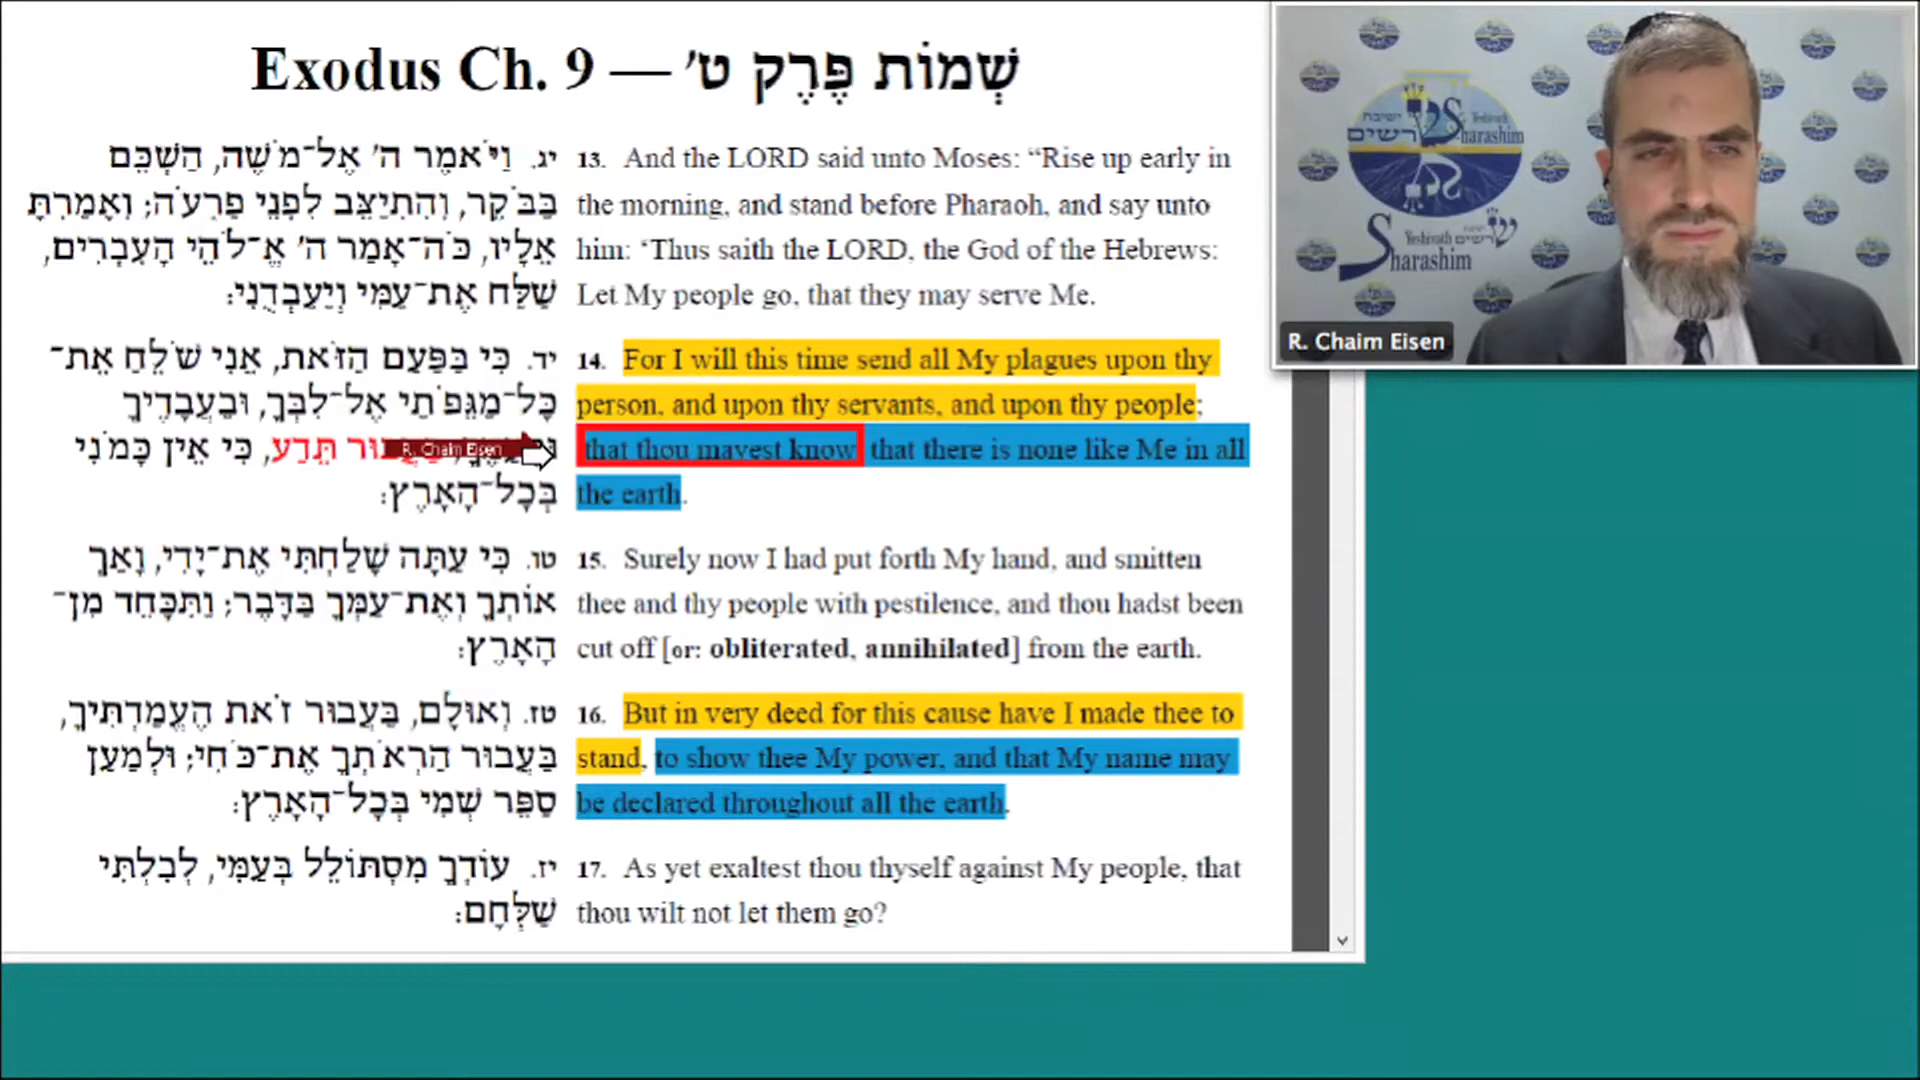 Exodus Ch. 9 — שְׁמוֹת פֶּרֶק ט׳
יג. וַיֹּאמֶר ה׳ אֶל־מֹשֶׁה, הַשְׁכֵּם
בַּבֹּקֶר, וְהִתְיַצֵּב לִפְנֵי פַרְעֹה; וְאָמַרְתָּ
אֵלָיו, כֹּה־אָמַר ה׳ אֱ־לֹהֵי הָעִבְרִים,
שַׁלַּח אֶת־עַמִּי וְיַעַבְדֻנִי:
13. And the LORD said unto Moses: “Rise up early in
the morning, and stand before Pharaoh, and say unto
him: ‘Thus saith the LORD, the God of the Hebrews:
Let My people go, that they may serve Me.
יד. כִּי בַּפַּעַם הַזֹּאת, אֲנִי שֹׁלֵחַ אֶת־
כָּל־מַגֵּפֹתַי אֶל־לִבְּךָ, וּבַעֲבָדֶיךָ
תֵּדַע, כִּי אֵין כָּמֹנִי
בְּכָל־הָאָרֶץ:
R. Chaim Eisen
14. For I will this time send all My plagues upon thy
person, and upon thy servants, and upon thy people;
that thou mayest know that there is none like Me in all
the earth.
טו. כִּי עַתָּה שָׁלַחְתִּי אֶת־יָדִי, וָאַךְ
אוֹתְךָ וְאֶת־עַמְּךָ בַּדָּבֶר; וַתִּכָּחֵד מִן־
הָאָרֶץ:
15. Surely now I had put forth My hand, and smitten
thee and thy people with pestilence, and thou hadst been
cut off [or: obliterated, annihilated] from the earth.
טז. וְאוּלָם, בַּעֲבוּר זֹאת הֶעֱמַדְתִּיךָ,
בַּעֲבוּר הַרְאֹתְךָ אֶת־כֹּחִי; וּלְמַעַן
סַפֵּר שְׁמִי בְּכָל־הָאָרֶץ:
16. But in very deed for this cause have I made thee to
stand, to show thee My power, and that My name may
be declared throughout all the earth.
יז. עוֹדְךָ מִסְתּוֹלֵל בְּעַמִּי, לְבִלְתִּי
שַׁלְּחָם:
17. As yet exaltest thou thyself against My people, that
thou wilt not let them go?
ישיבת שרשים
Yeshivath Sharashim
Yeshivath שרשים
Sharashim
R. Chaim Eisen